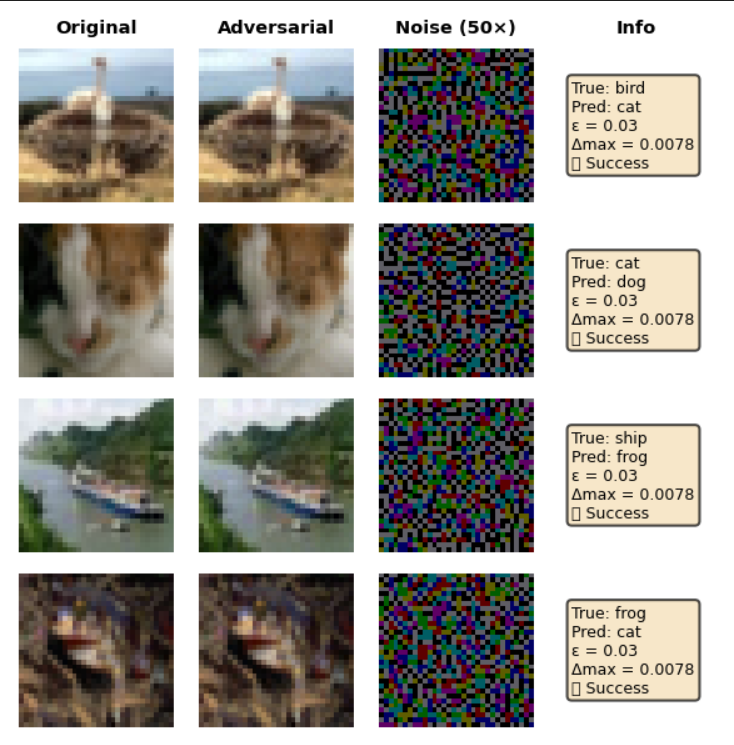 Original Adversarial Noise (50×) Info
True: bird
Pred: cat
ε = 0.03
Δmax = 0.0078
▯ Success
True: cat
Pred: dog
ε = 0.03
Δmax = 0.0078
▯ Success
True: ship
Pred: frog
ε = 0.03
Δmax = 0.0078
▯ Success
True: frog
Pred: cat
ε = 0.03
Δmax = 0.0078
▯ Success